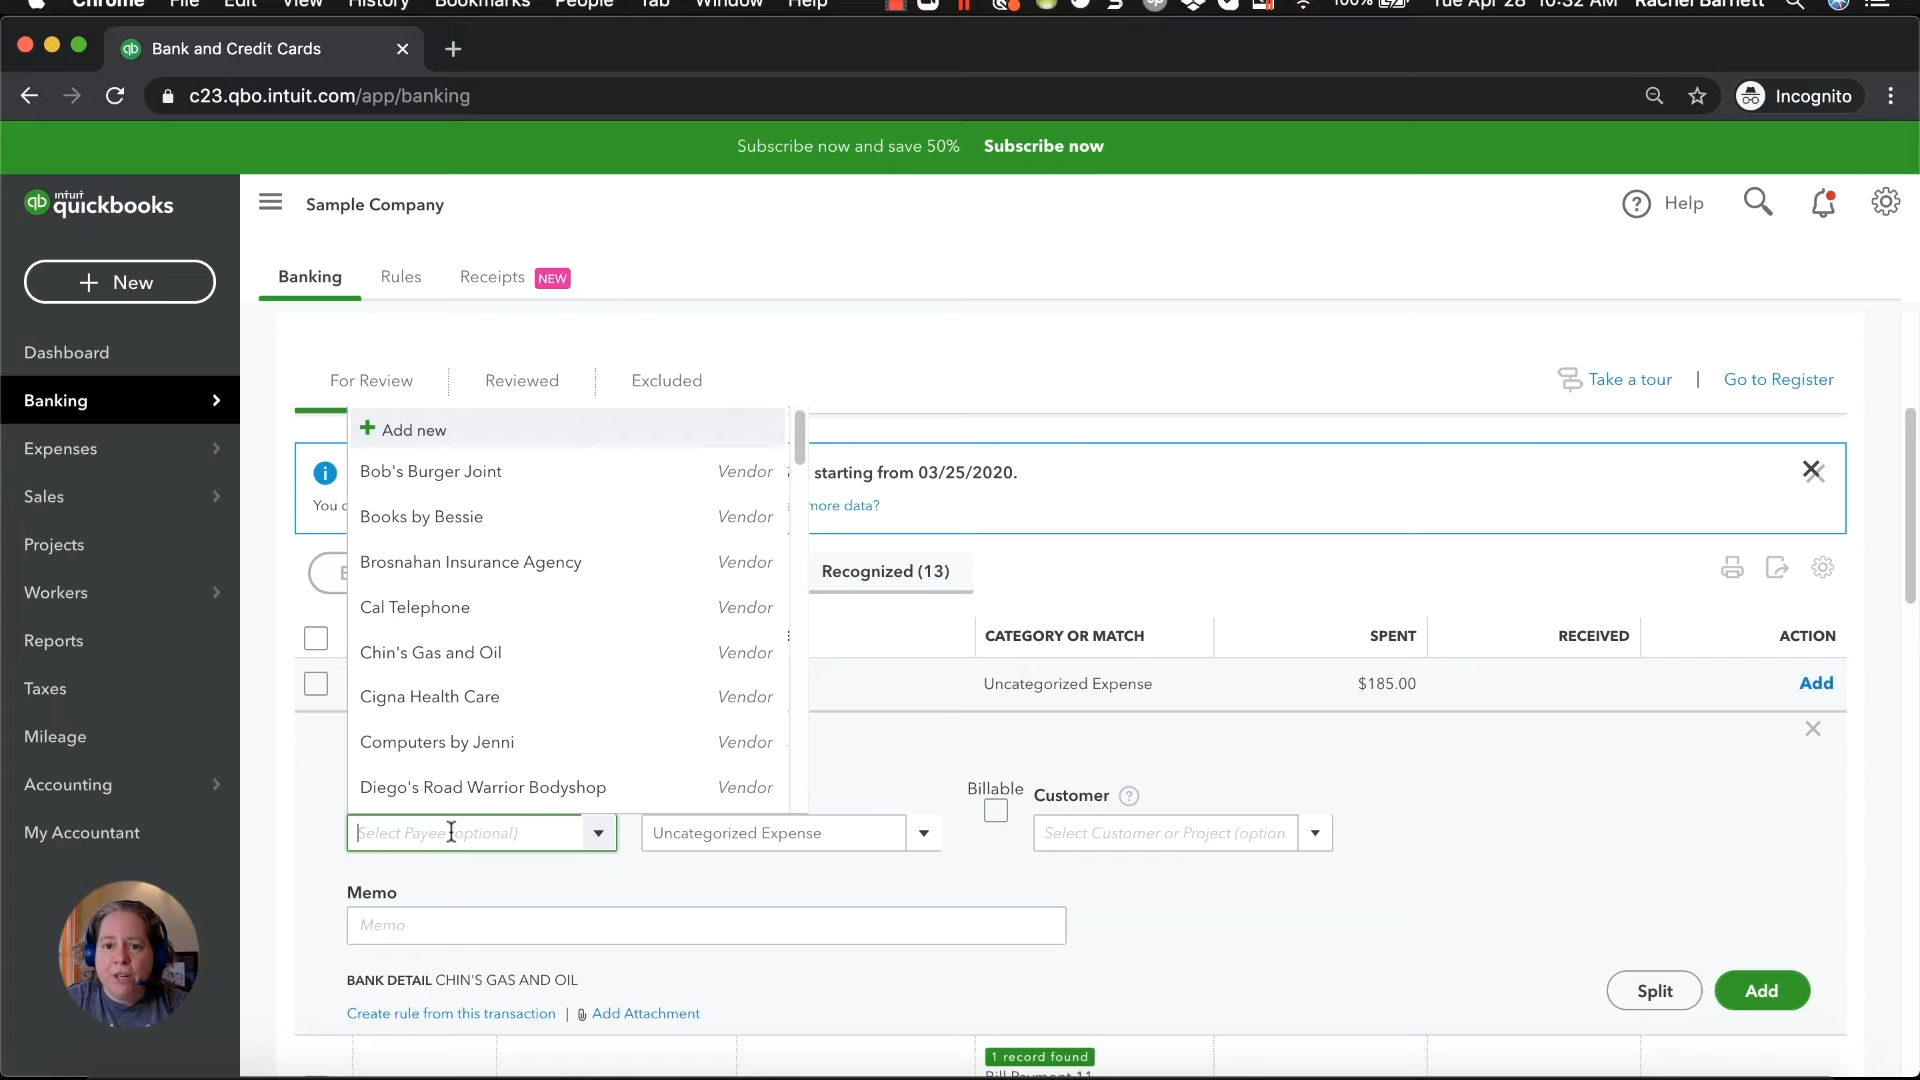 Chrome File Edit View History Bookmarks People Tab Window Help 100% Tue Apr 28 10:32 AM Rachel Barnett
Bank and Credit Cards
c23.qbo.intuit.com/app/banking Incognito
Subscribe now and save 50% Subscribe now
qb intuit quickbooks
Sample Company
Help
New
Banking Rules Receipts NEW
Dashboard
Banking
Expenses
Sales
Projects
Workers
Reports
Taxes
Mileage
Accounting
My Accountant
For Review Reviewed Excluded Take a tour | Go to Register
Add new
Bob's Burger Joint Vendor
Books by Bessie Vendor
Brosnahan Insurance Agency Vendor
Cal Telephone Vendor
Chin's Gas and Oil Vendor
Cigna Health Care Vendor
Computers by Jenni Vendor
Diego's Road Warrior Bodyshop Vendor
starting from 03/25/2020.
You more data?
Recognized (13)
CATEGORY OR MATCH SPENT RECEIVED ACTION
Uncategorized Expense $185.00 Add
Billable Customer ?
Select Payee (optional) Uncategorized Expense Select Customer or Project (option
Memo
Memo
BANK DETAIL CHIN'S GAS AND OIL
Create rule from this transaction | Add Attachment
Split Add
1 record found
Bill Payment 11